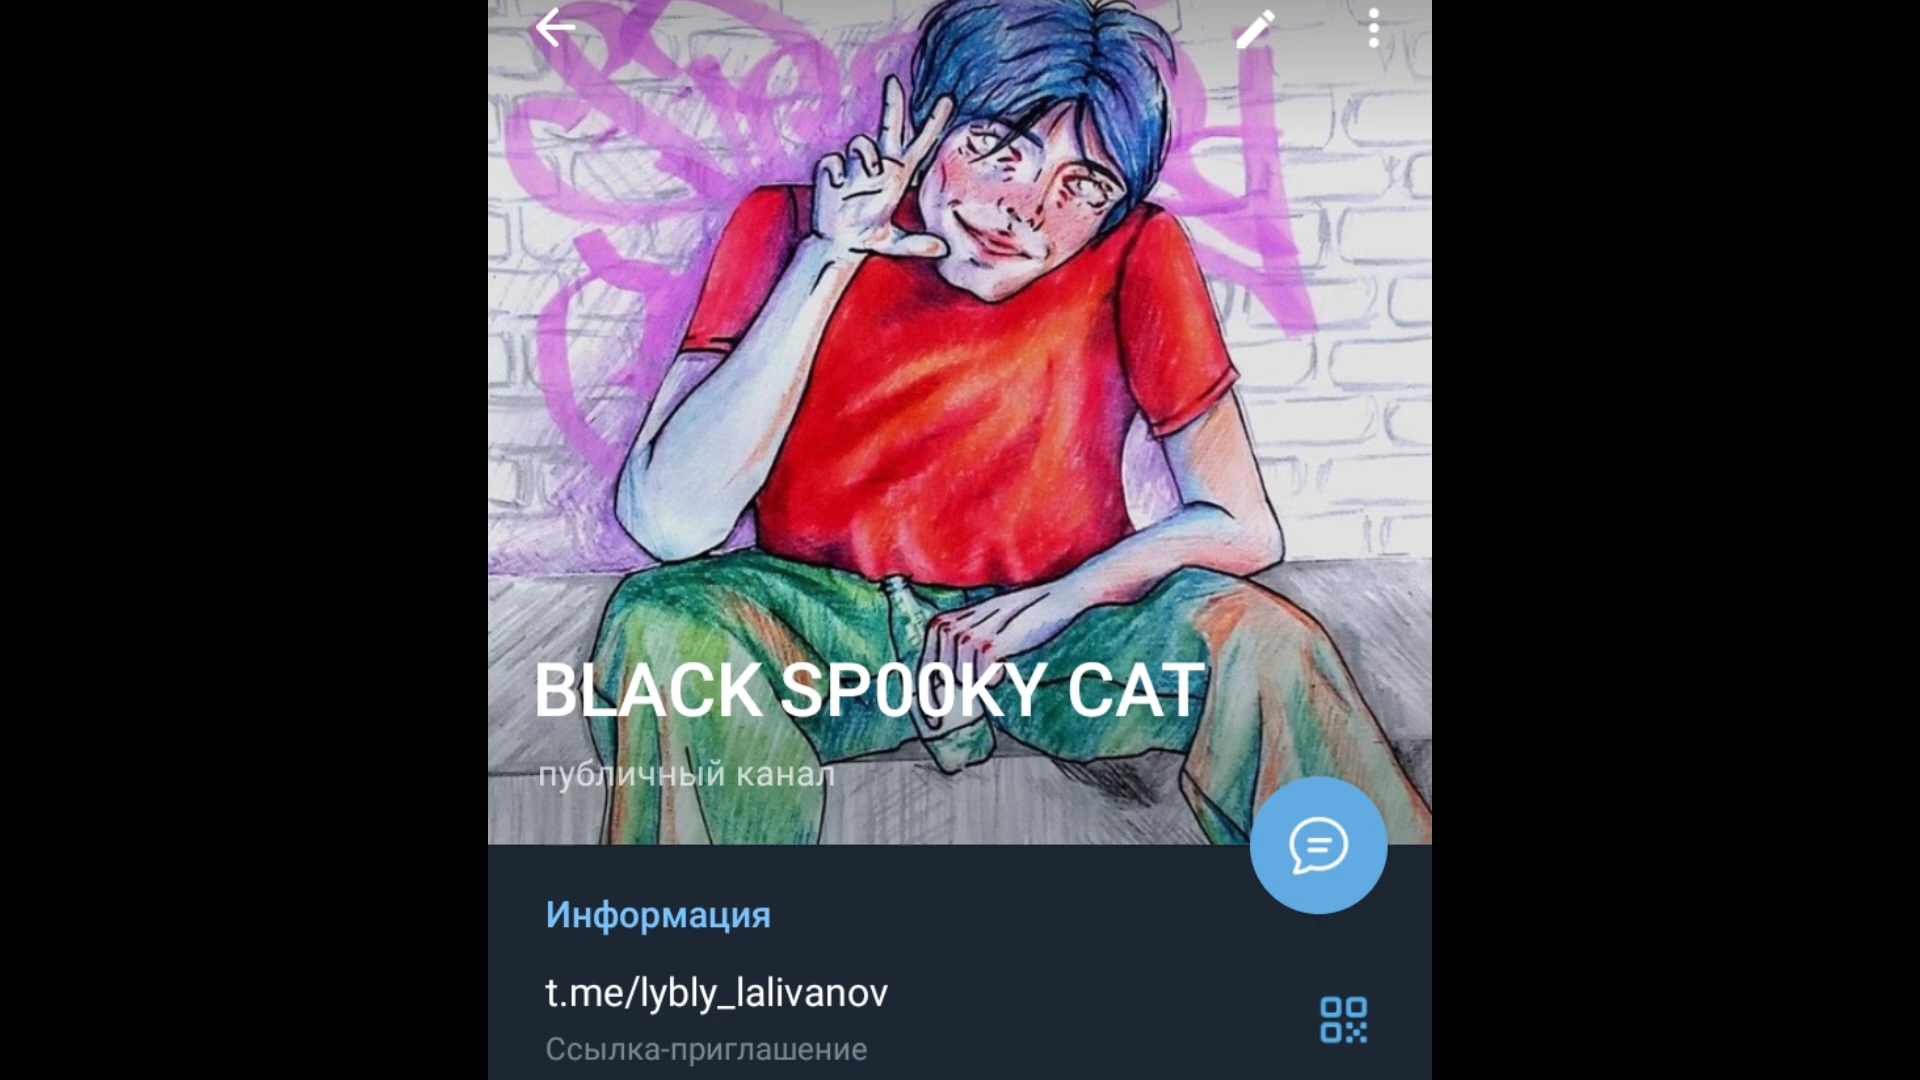 BLACK SP00KY CAT
публичный канал
Информация
t.me/lybly_lalivanov
Ссылка-приглашение